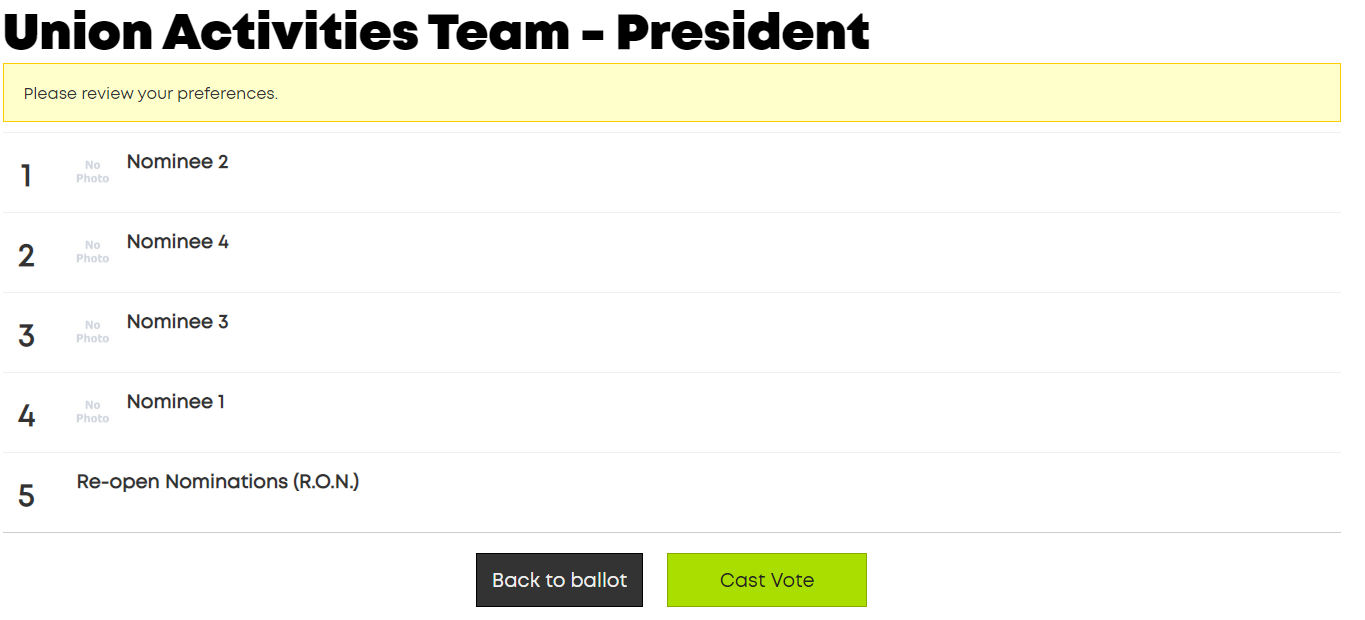 Union Activities Team - President
Please review your preferences.
1
No
Photo
Nominee 2
2
No
Photo
Nominee 4
3
No
Photo
Nominee 3
4
No
Photo
Nominee 1
5
Re-open Nominations (R.O.N.)
Back to ballot
Cast Vote